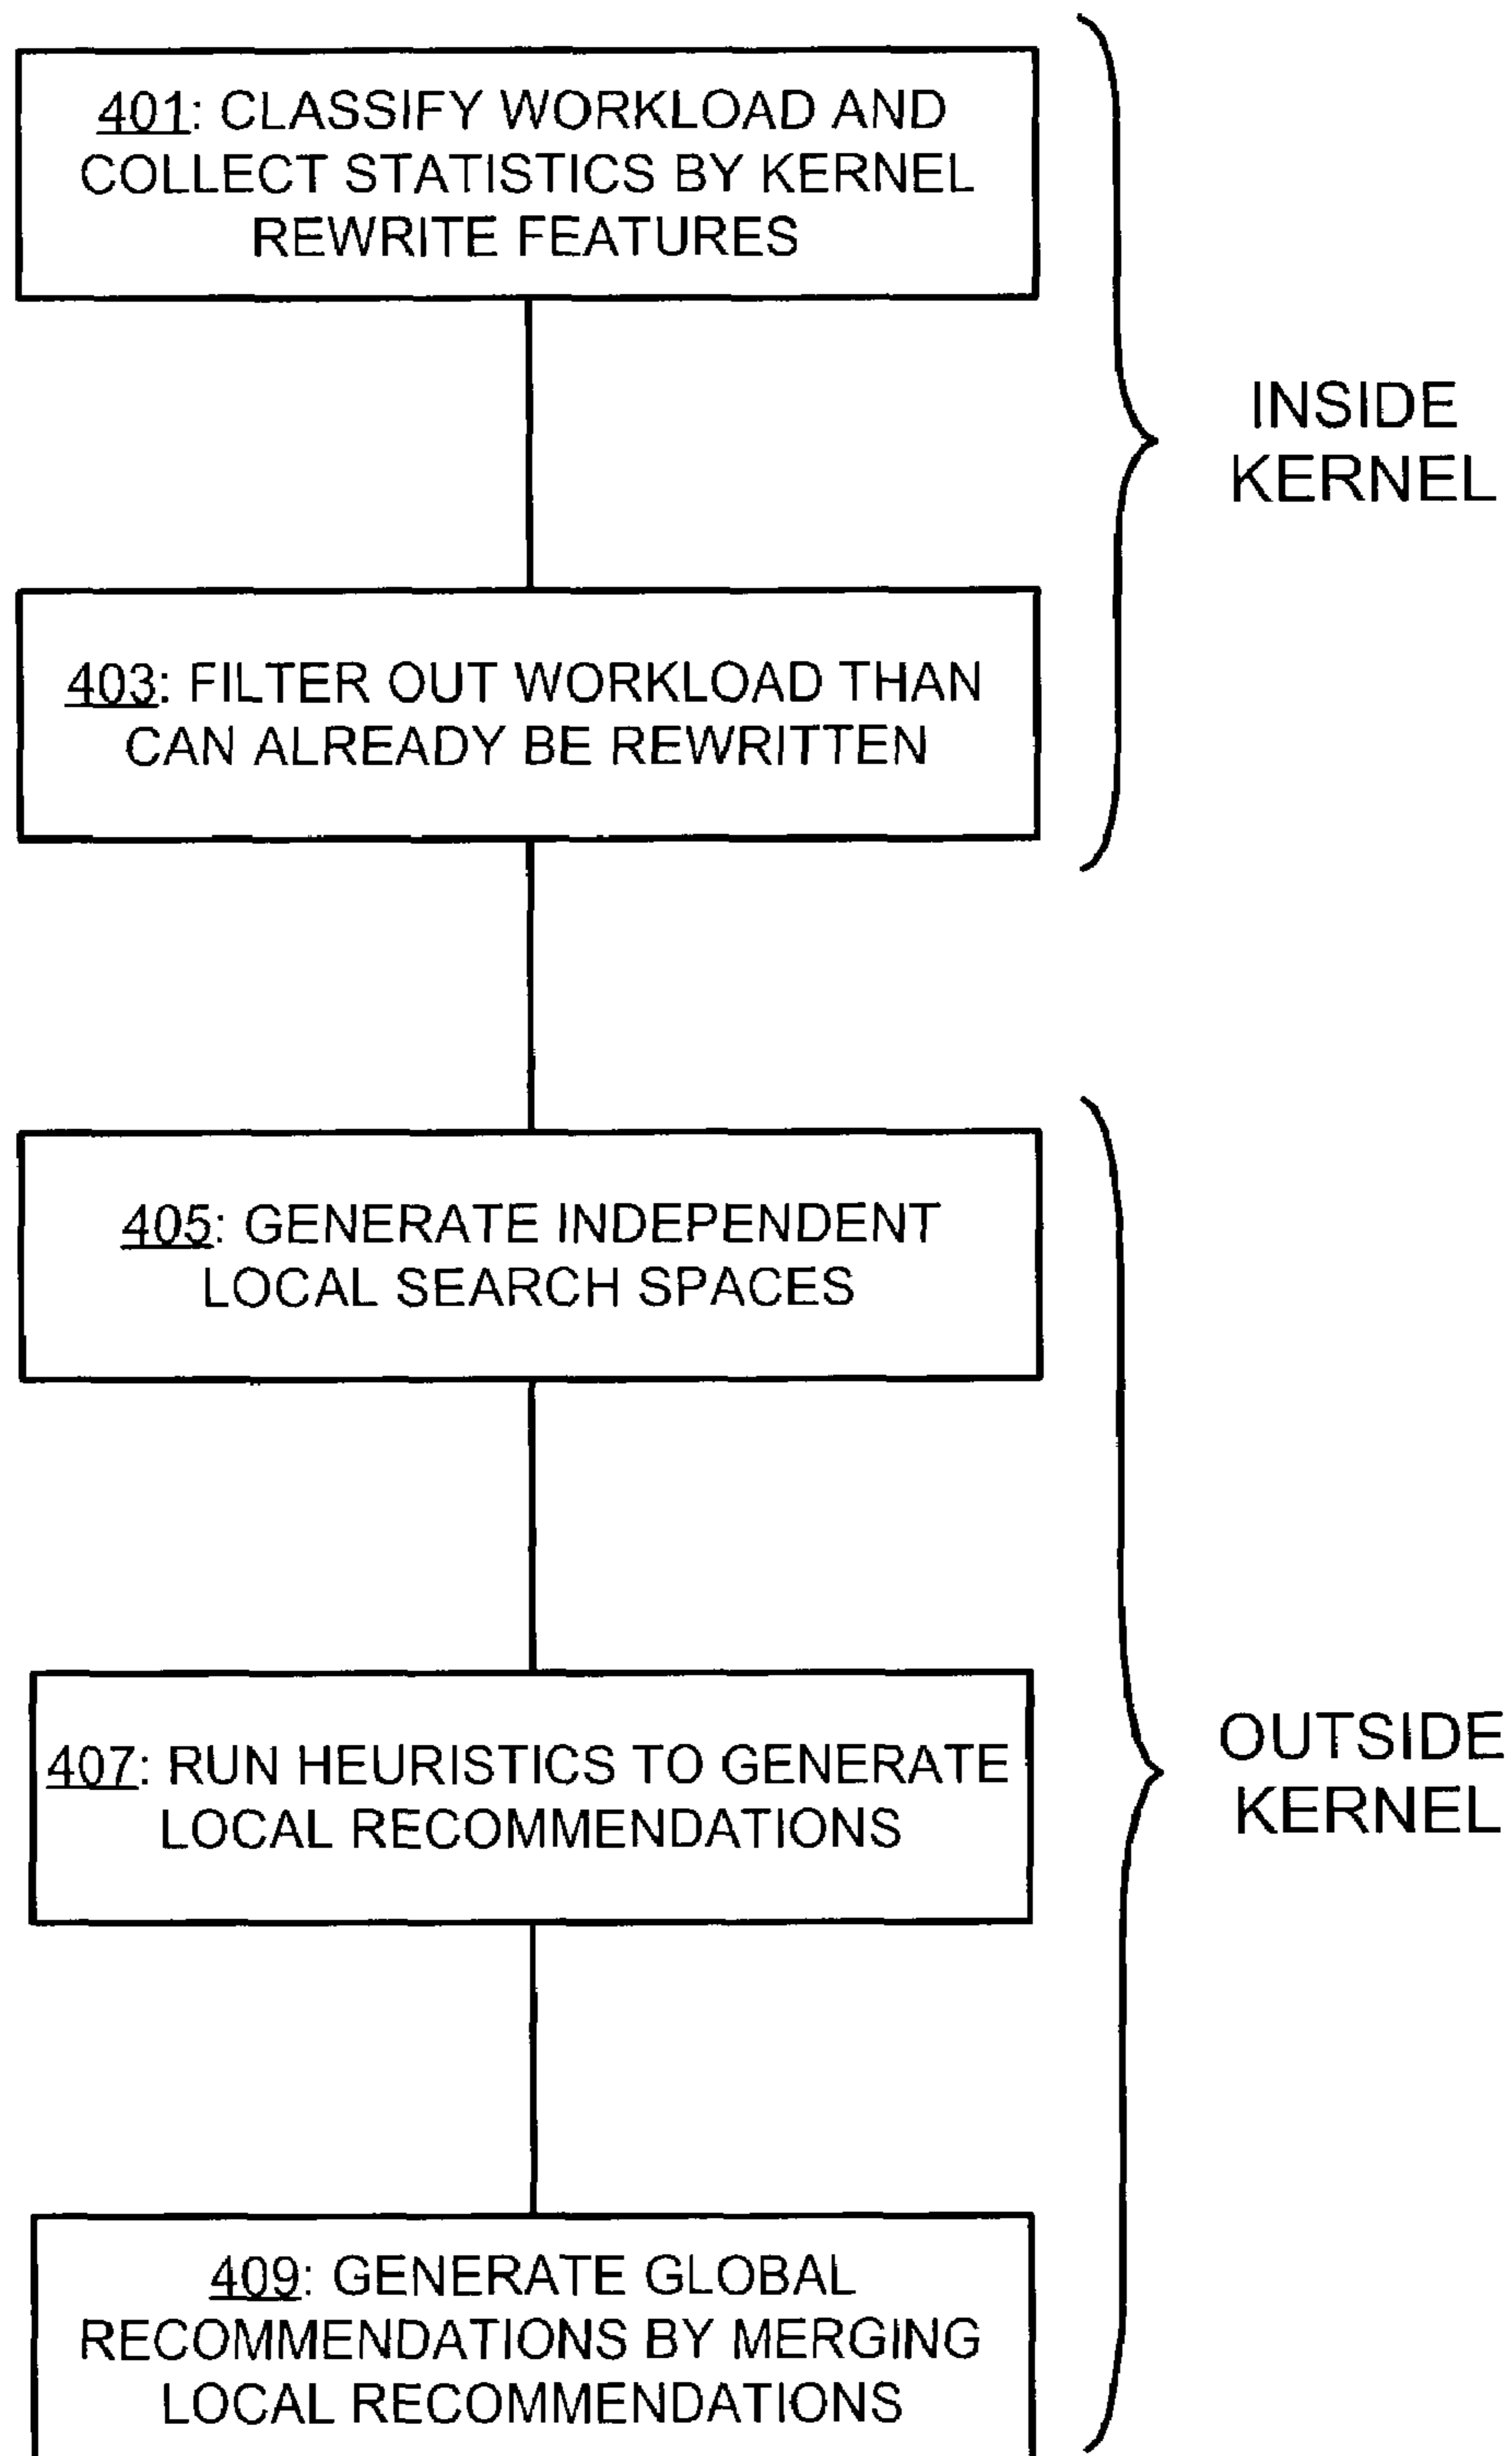 401: CLASSIFY WORKLOAD AND
COLLECT STATISTICS BY KERNEL
REWRITE FEATURES
INSIDE
KERNEL
403: FILTER OUT WORKLOAD THAN
CAN ALREADY BE REWRITTEN
405: GENERATE INDEPENDENT
LOCAL SEARCH SPACES
407: RUN HEURISTICS TO GENERATE
LOCAL RECOMMENDATIONS
OUTSIDE
KERNEL
409: GENERATE GLOBAL
RECOMMENDATIONS BY MERGING
LOCAL RECOMMENDATIONS